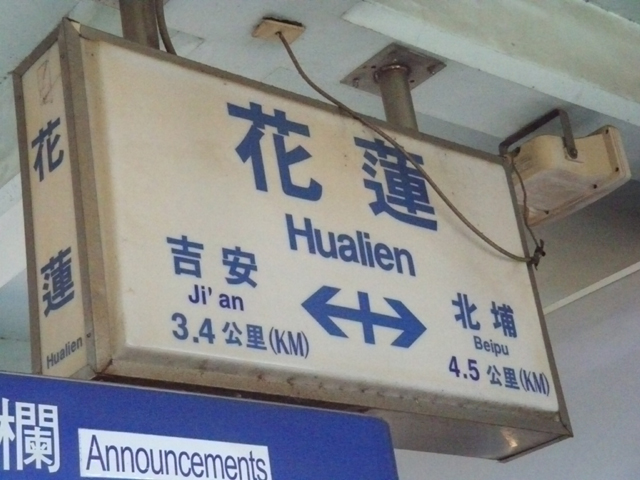 花蓮
Hualien
花蓮
Hualien
吉安
Ji' an
3.4公里(KM)
北埔
Beipu
4.5公里(KM)
欄
Announcements